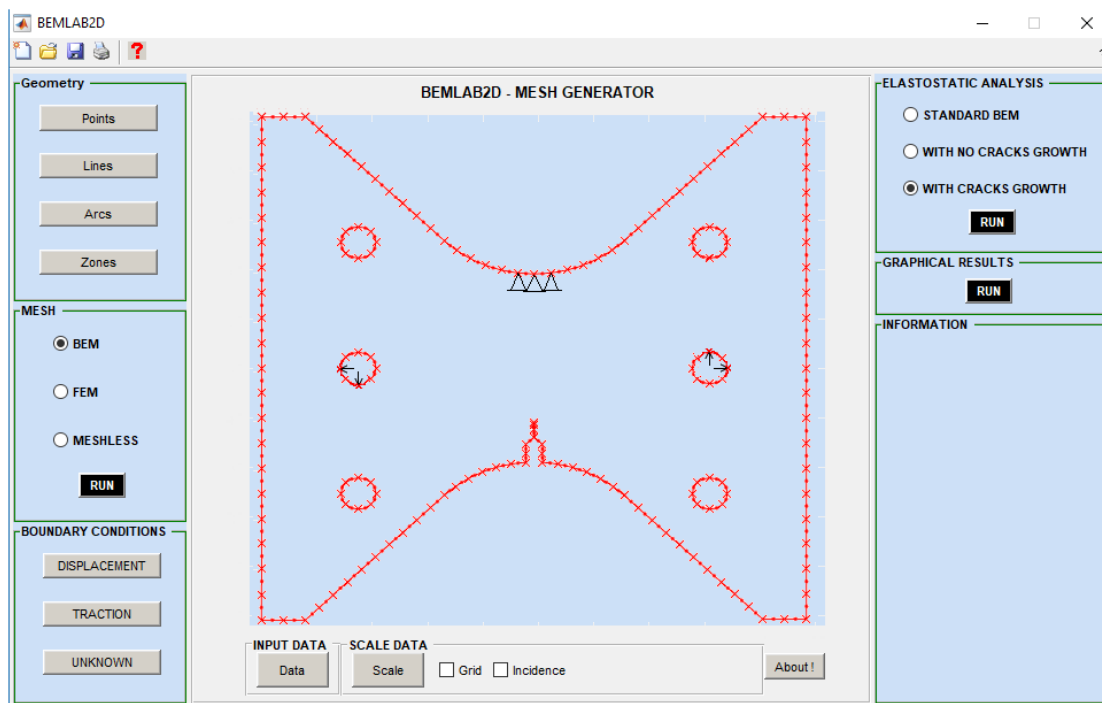 BEMLAB2D
?
Geometry
Points
Lines
Arcs
Zones
MESH
BEM
FEM
MESHLESS
RUN
BOUNDARY CONDITIONS
DISPLACEMENT
TRACTION
UNKNOWN
BEMLAB2D - MESH GENERATOR
INPUT DATA
Data
SCALE DATA
Scale
Grid
Incidence
About !
ELASTOSTATIC ANALYSIS
STANDARD BEM
WITH NO CRACKS GROWTH
WITH CRACKS GROWTH
RUN
GRAPHICAL RESULTS
RUN
INFORMATION